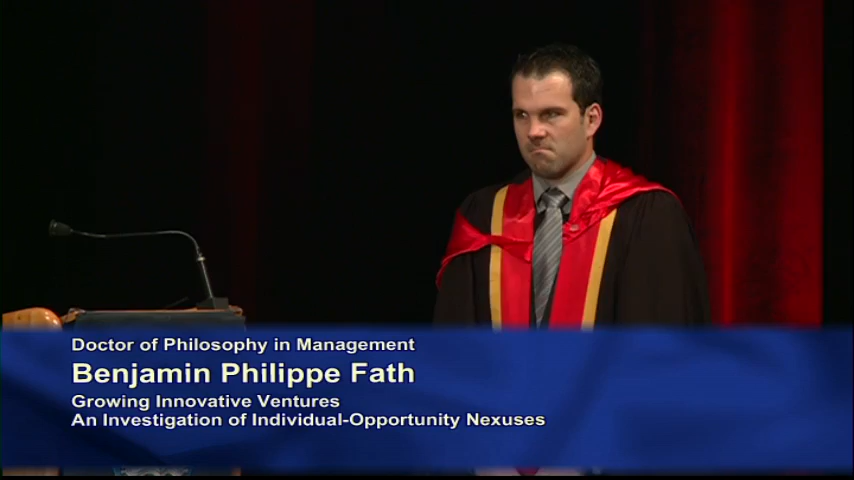 Doctor of Philosophy in Management
Benjamin Philippe Fath
Growing Innovative Ventures
An Investigation of Individual-Opportunity Nexuses